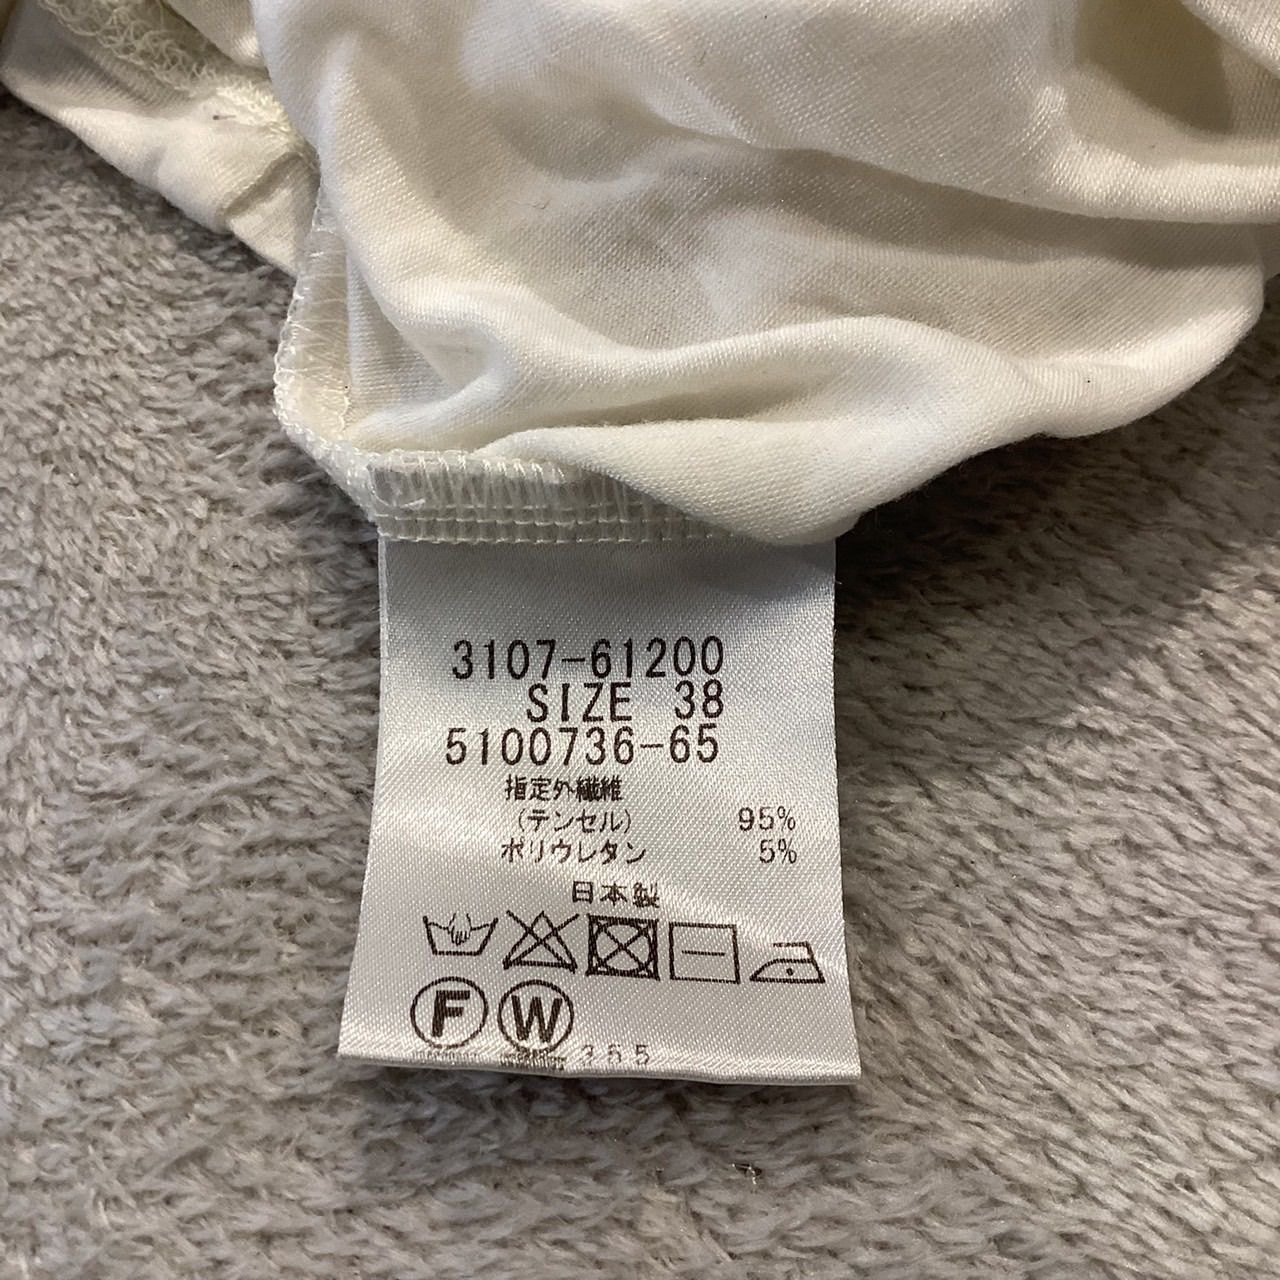 3107-61200
SIZE 38
5100736-65
指定外繊維
(テンセル) 95%
ポリウレタン 5%
日本製
F W
355